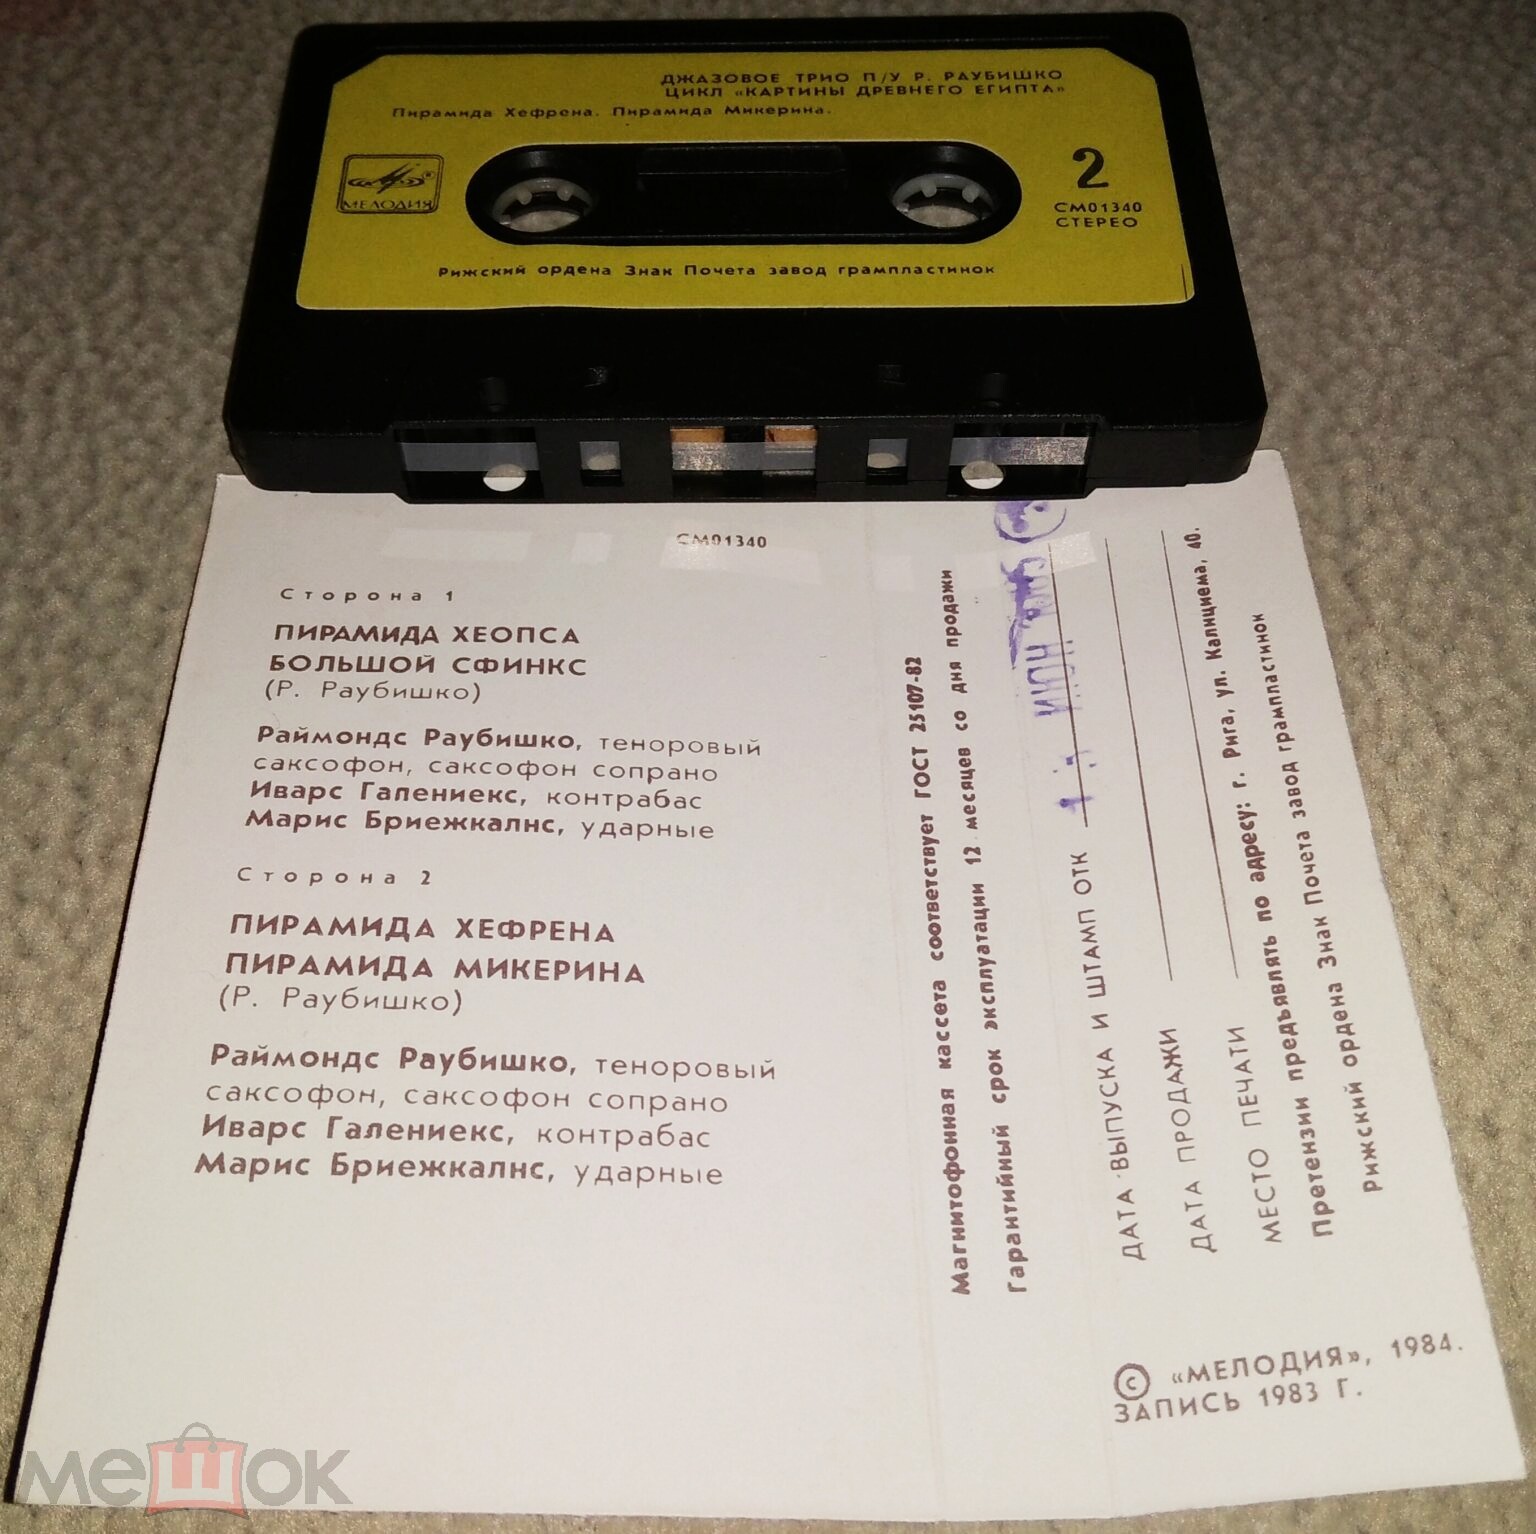 ДЖАЗОВОЕ ТРИО П/У Р. РАУБИШКО
ЦИКЛ «КАРТИНЫ ДРЕВНЕГО ЕГИПТА»
Пирамида Хефрена. Пирамида Микерина.
МЕЛОДИЯ
2
СМ01340
СТЕРЕО
Рижский ордена Знак Почета завод грампластинок
СМ01340
Сторона 1
ПИРАМИДА ХЕОПСА
БОЛЬШОЙ СФИНКС
(Р. Раубишко)
Раймондс Раубишко, теноровый
саксофон, саксофон сопрано
Иварс Галениекс, контрабас
Марис Бриежкалнс, ударные
Сторона 2
ПИРАМИДА ХЕФРЕНА
ПИРАМИДА МИКЕРИНА
(Р. Раубишко)
Раймондс Раубишко, теноровый
саксофон, саксофон сопрано
Иварс Галениекс, контрабас
Марис Бриежкалнс, ударные
Магнитофонная кассета соответствует ГОСТ 25107-82
Гарантийный срок эксплуатации 12 месяцев со дня продажи
ДАТА ВЫПУСКА И ШТАМП ОТК
ДАТА ПРОДАЖИ
МЕСТО ПЕЧАТИ
Претензии предъявлять по адресу: г. Рига, ул. Калнциема, 40.
Рижский ордена Знак Почета завод грампластинок
© «МЕЛОДИЯ», 1984.
ЗАПИСЬ 1983 Г.
мешок